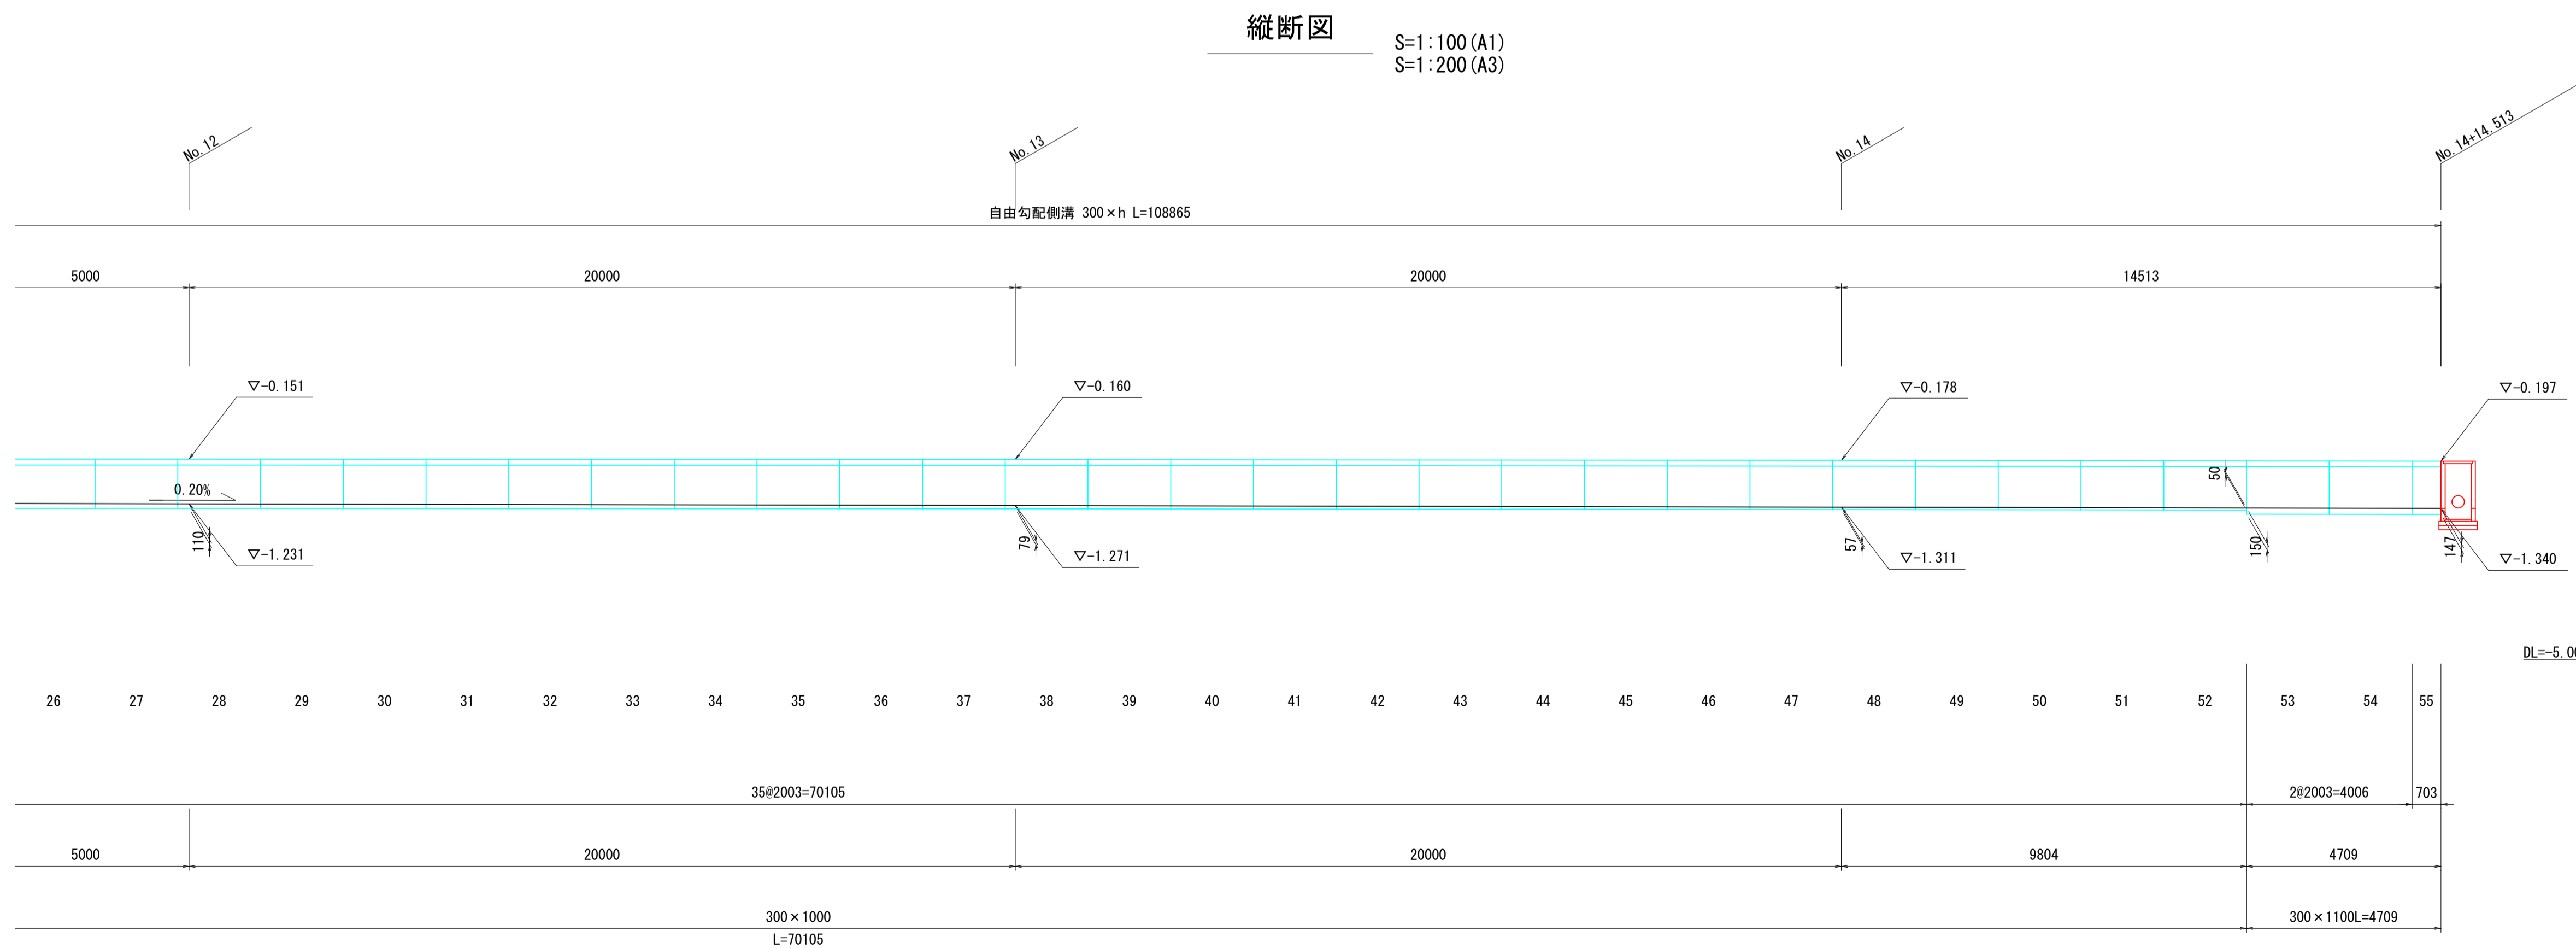 縦断図
S=1:100(A1)
S=1:200(A3)
No.12
No.13
No.14
No.14+14.513
自由勾配側溝 300×h L=108865
5000 20000 20000 14513
▽-0.151 ▽-0.160 ▽-0.178 ▽-0.197
0.20%
50
110 79 57 150 147
▽-1.231 ▽-1.271 ▽-1.311 ▽-1.340
DL=-5.0
26 27 28 29 30 31 32 33 34 35 36 37 38 39 40 41 42 43 44 45 46 47 48 49 50 51 52 53 54 55
35@2003=70105 2@2003=4006 703
5000 20000 20000 9804 4709
300×1000 300×1100L=4709
L=70105